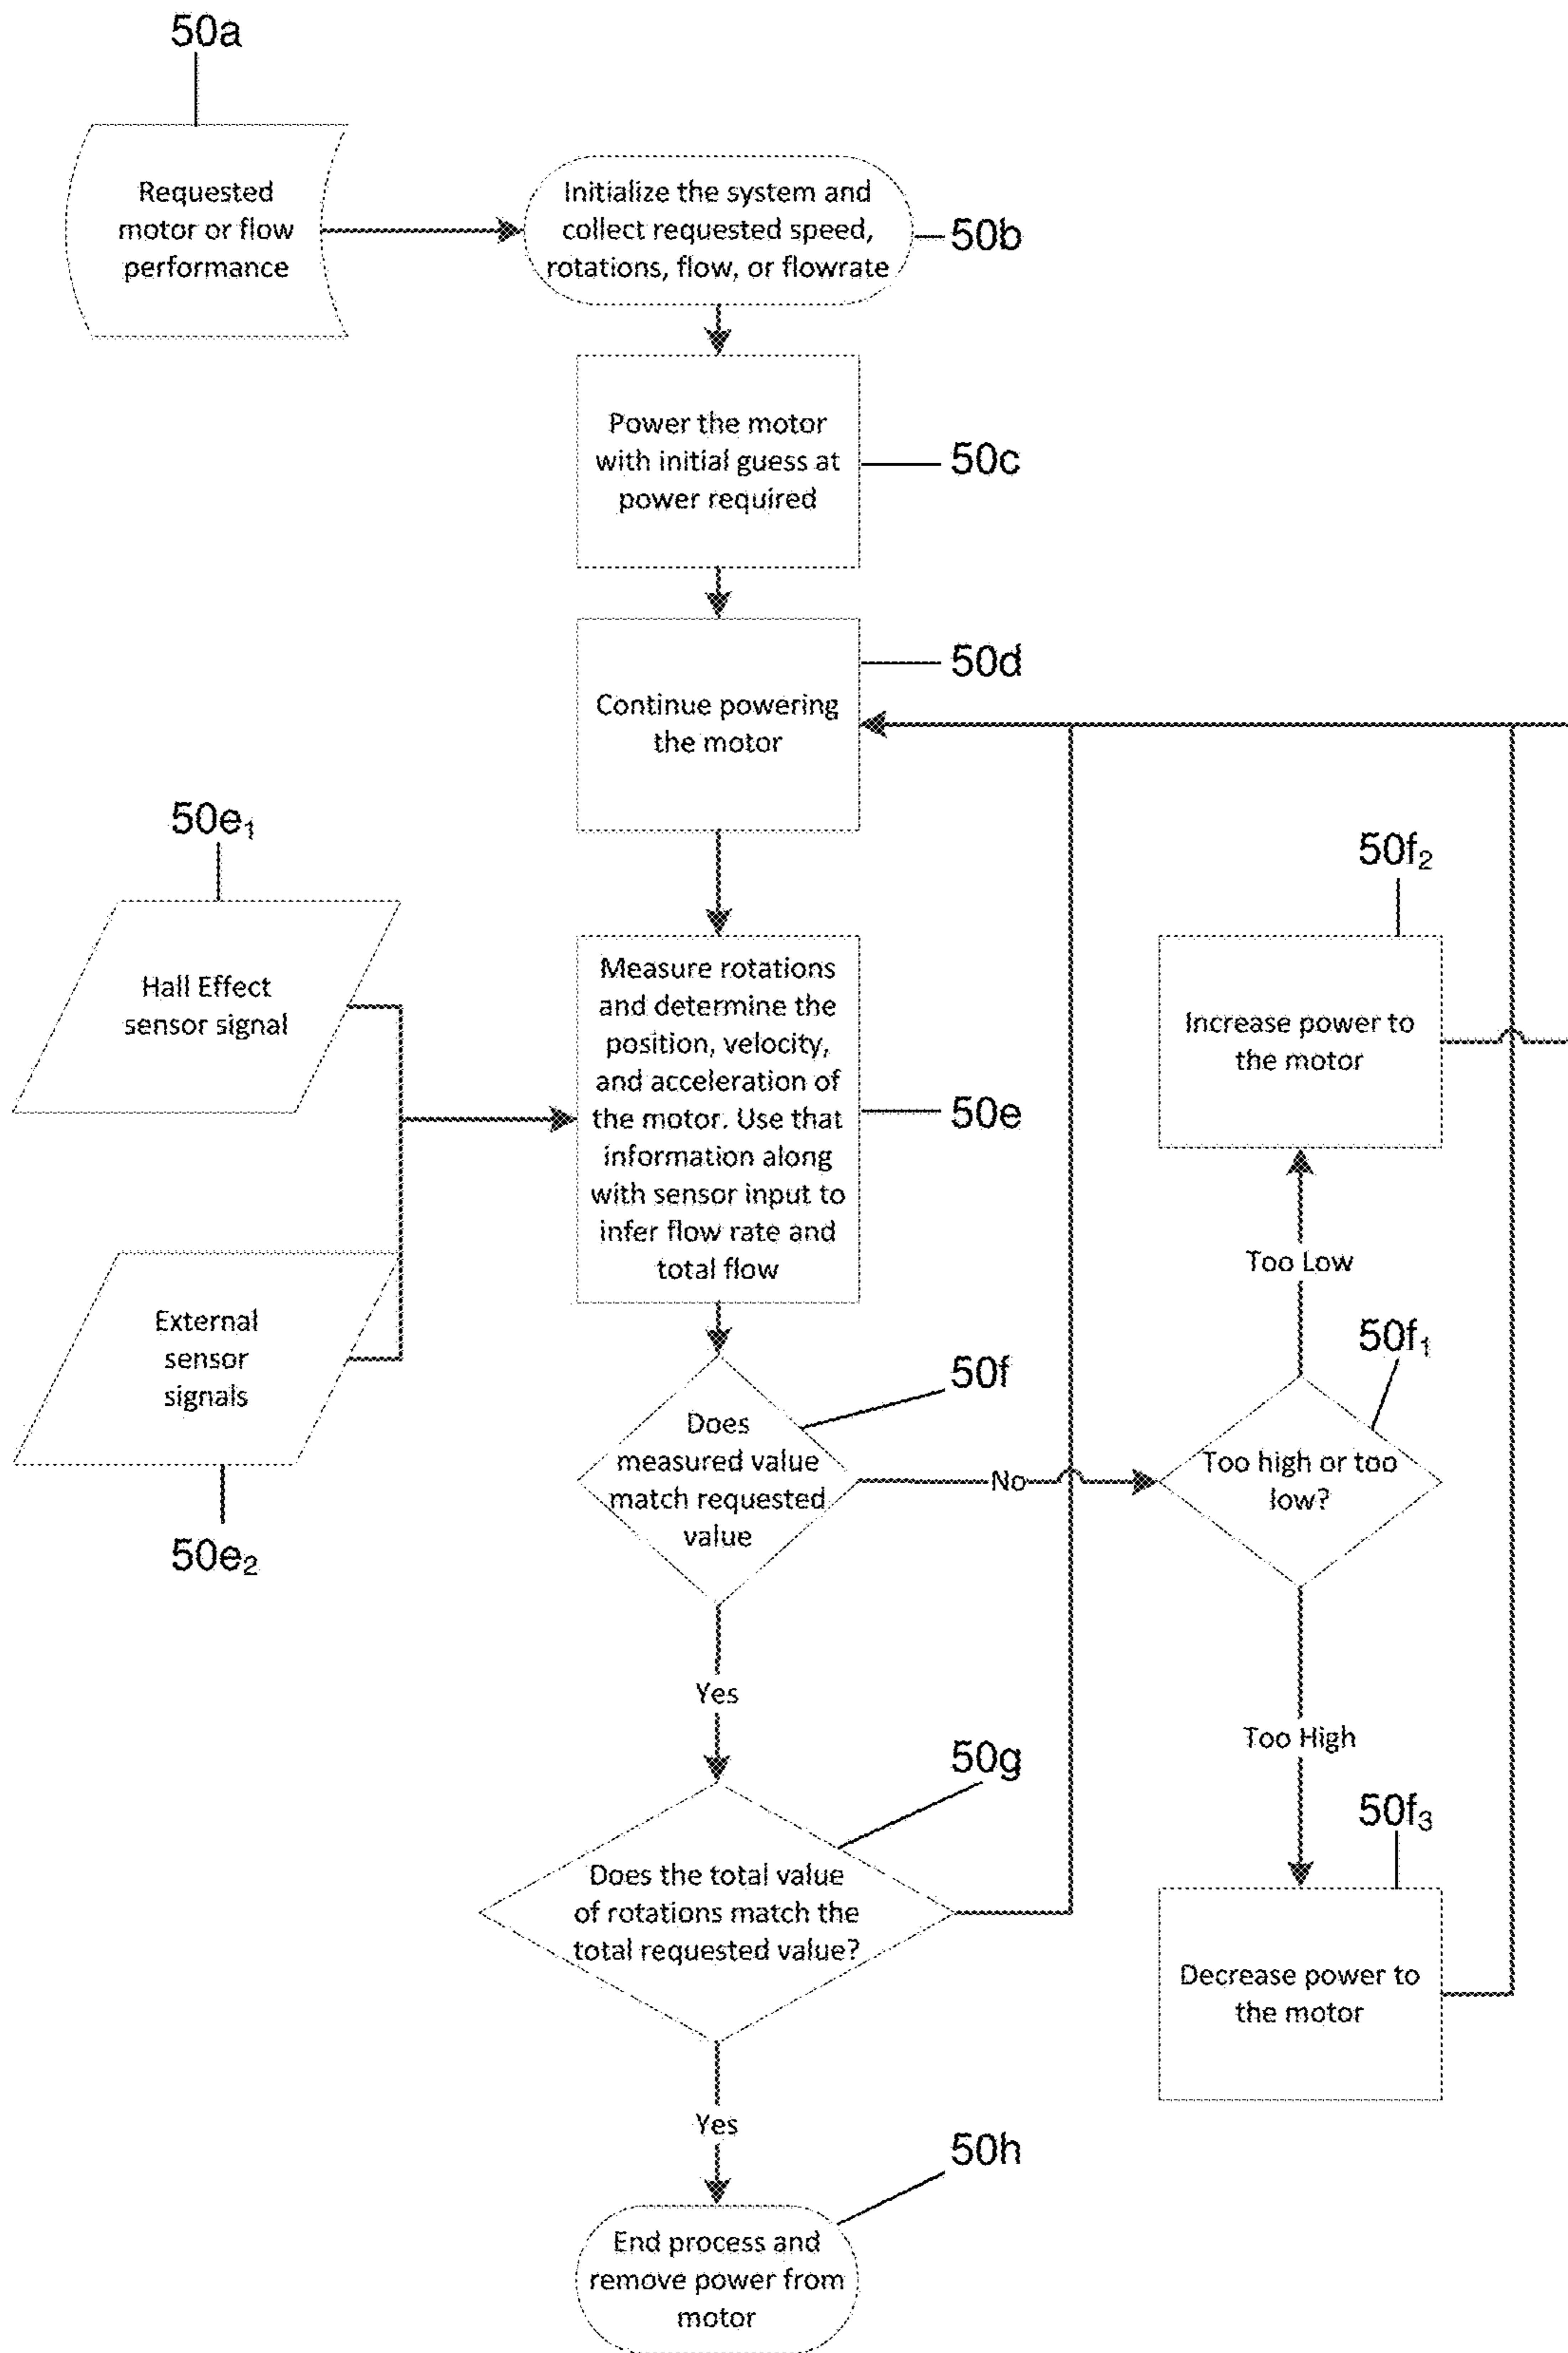 50a
Requested
motor or flow
performance
Initialize the system and
collect requested speed,
rotations, flow, or flowrate
50b
Power the motor
with initial guess at
power required
50c
50d
Continue powering
the motor
50e₁
Hall Effect
sensor signal
External
sensor
signals
50e₂
Measure rotations
and determine the
position, velocity,
and acceleration of
the motor. Use that
information along
with sensor input to
infer flow rate and
total flow
50e
50f₂
Increase power to
the motor
Too Low
50f₁
Too high or too
low?
50f
Does
measured value
match requested
value
No
Yes
Too High
50g
Does the total value
of rotations match the
total requested value?
50f₃
Decrease power to
the motor
Yes
50h
End process and
remove power from
motor